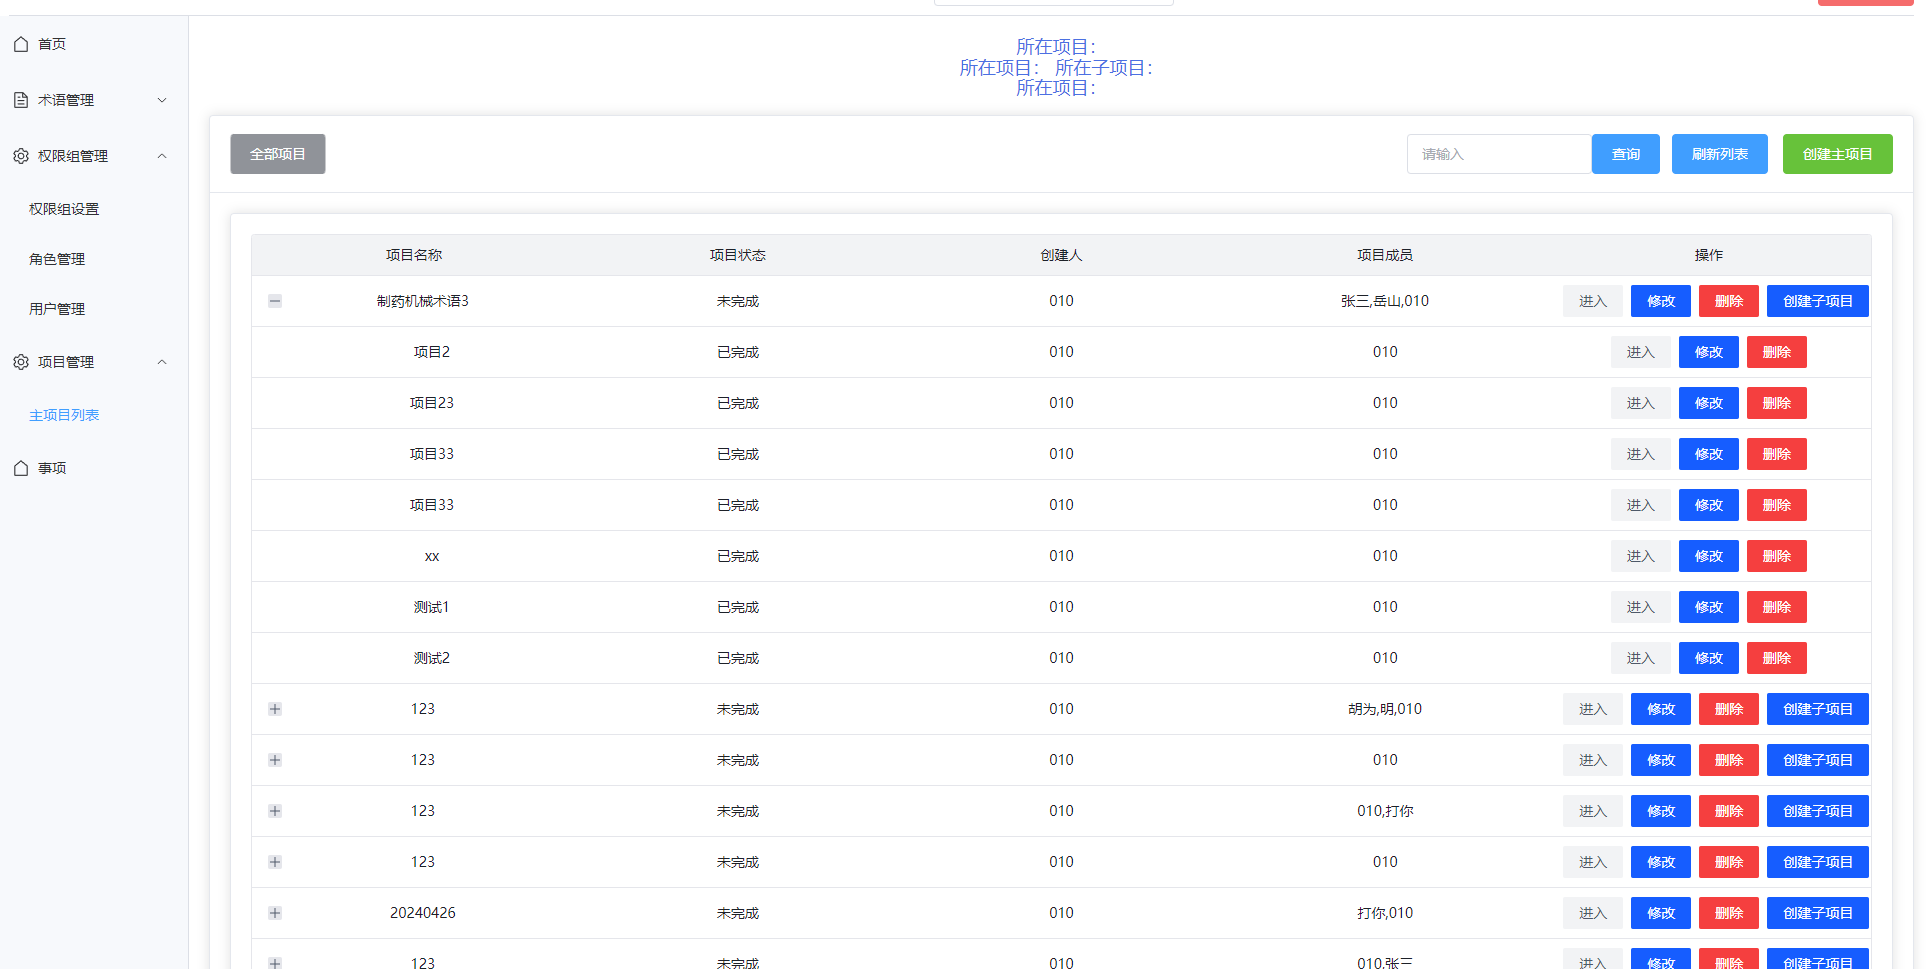 首页
术语管理
权限组管理
权限组设置
角色管理
用户管理
项目管理
主项目列表
事项
所在项目：
所在项目： 所在子项目：
所在项目：
全部项目 请输入 查询 刷新列表 创建主项目
项目名称 项目状态 创建人 项目成员 操作
制药机械术语3 未完成 010 张三,岳山,010 进入 修改 删除 创建子项目
项目2 已完成 010 010 进入 修改 删除
项目23 已完成 010 010 进入 修改 删除
项目33 已完成 010 010 进入 修改 删除
项目33 已完成 010 010 进入 修改 删除
xx 已完成 010 010 进入 修改 删除
测试1 已完成 010 010 进入 修改 删除
测试2 已完成 010 010 进入 修改 删除
123 未完成 010 胡为,明,010 进入 修改 删除 创建子项目
123 未完成 010 010 进入 修改 删除 创建子项目
123 未完成 010 010,打你 进入 修改 删除 创建子项目
123 未完成 010 010 进入 修改 删除 创建子项目
20240426 未完成 010 打你,010 进入 修改 删除 创建子项目
123 未完成 010 010,张三 进入 修改 删除 创建子项目